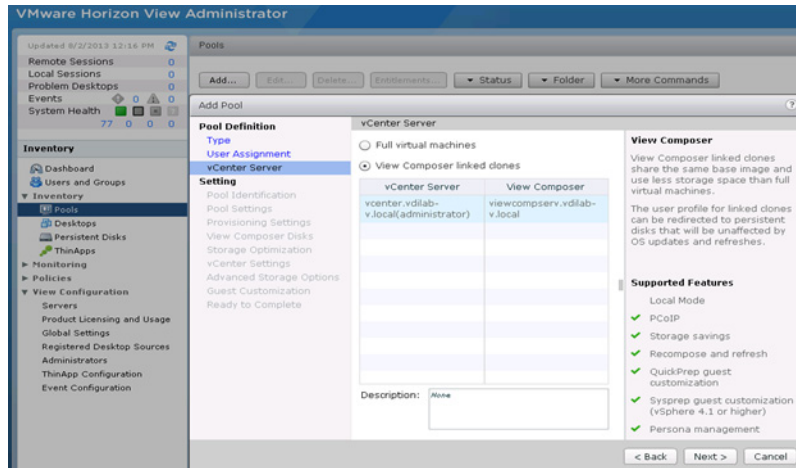 VMware Horizon View Administrator
Updated 8/2/2013 12:16 PM
Remote Sessions 0
Local Sessions 0
Problem Desktops 0
Events 0 0
System Health
77 0 0 0
Inventory
Dashboard
Users and Groups
Inventory
Pools
Desktops
Persistent Disks
ThinApps
Monitoring
Policies
View Configuration
Servers
Product Licensing and Usage
Global Settings
Registered Desktop Sources
Administrators
ThinApp Configuration
Event Configuration
Pools
Add... Edit... Delete... Entitlements... Status Folder More Commands
Add Pool ?
Pool Definition
Type
User Assignment
vCenter Server
Setting
Pool Identification
Pool Settings
Provisioning Settings
View Composer Disks
Storage Optimization
vCenter Settings
Advanced Storage Options
Guest Customization
Ready to Complete
vCenter Server
Full virtual machines
View Composer linked clones
vCenter Server View Composer
vcenter.vdilab-v.local(administrator) viewcompserv.vdilab-v.local
Description: None
View Composer
View Composer linked clones
share the same base image and
use less storage space than full
virtual machines.
The user profile for linked clones
can be redirected to persistent
disks that will be unaffected by
OS updates and refreshes.
Supported Features
Local Mode
PCoIP
Storage savings
Recompose and refresh
QuickPrep guest
customization
Sysprep guest customization
(vSphere 4.1 or higher)
Persona management
< Back Next > Cancel